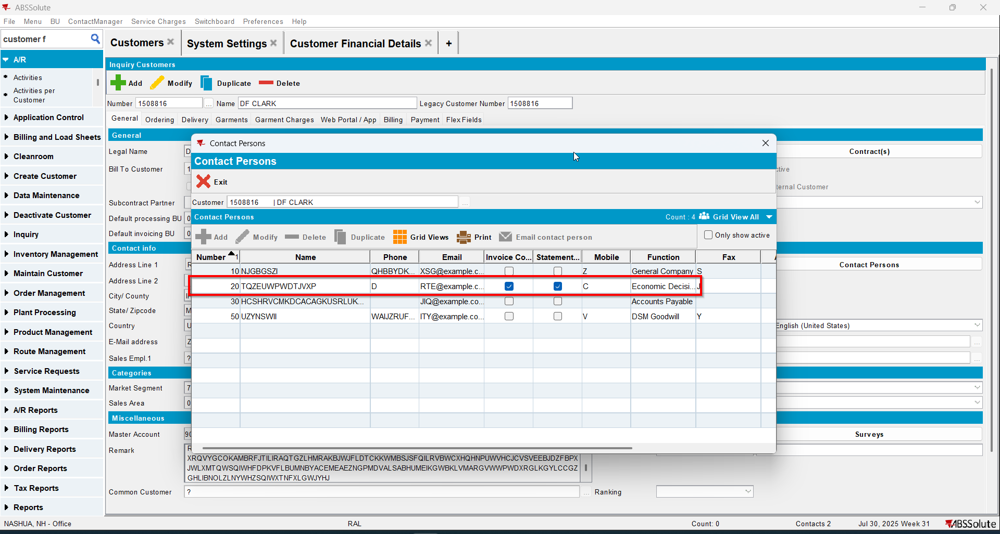 ABSSolute
File Menu BU ContactManager Service Charges Switchboard Preferences Help
customer f
Customers System Settings Customer Financial Details +
A/R
Activities
Activities per
Customer
Application Control
Billing and Load Sheets
Cleanroom
Create Customer
Data Maintenance
Deactivate Customer
Inquiry
Inventory Management
Maintain Customer
Order Management
Plant Processing
Product Management
Route Management
Service Requests
System Maintenance
A/R Reports
Billing Reports
Delivery Reports
Order Reports
Tax Reports
Reports
Inquiry Customers
Add Modify Duplicate Delete
Number 1508816 ... Name DF CLARK Legacy Customer Number 1508816
General Ordering Delivery Garments Garment Charges Web Portal / App Billing Payment FlexFields
General
Legal Name D
Contract(s)
Bill To Customer 1
ctive
ternal Customer
Subcontract Partner
Default processing BU 0
Default invoicing BU 0
Contact info
Address Line 1 R
Contact Persons
Address Line 2
City/ County
State/ Zipcode M
Country U
English (United States)
E-Mail address Z
...
Sales Empl.1 ?
...
Categories
Market Segment 7
Sales Area 0
Miscellaneous
Master Account 90
Surveys
Remark
XRQVYGCOKAMBRFJTILIRAQTGZLHMRAKBJWJFLDTCKKWMBSJSFQILRVBWCXHQHNPUWVHCJCVSVEEBJDZFBPX
JWLXMTQWSQIWHFDPKVFLBUMNBYACEMEAEZNGPMDVALSABHUMEIKGWBKLVMARGVWWPWDXRGLKGYLCCGZ
GHLIBNOLZLNYWHZSQIWXTNFXLGWJYHJ
Common Customer ? ... Ranking
Contact Persons
Contact Persons
Exit
Customer 1508816 | DF CLARK ...
Contact Persons Count : 4 Grid View All
Add Modify Delete Duplicate Grid Views Print Email contact person Only show active
Number 1 Name Phone Email Invoice Co... Statement... Mobile Function Fax
10 NJGBGSZI QHBBYDK... XSG@example.c... Z General Company S
20 TQZEUWPWDTJVXP D RTE@example.c... C Economic Decisi... J
30 HCSHRVCMKDCACAGKUSRLUK... JIQ@example.co... Accounts Payable
50 UZYNSWII WAIJZRUF... ITY@example.co... V DSM Goodwill Y
NASHUA, NH - Office RAL Count: 0 Contacts 2 Jul 30, 2025 Week 31 ABSSolute